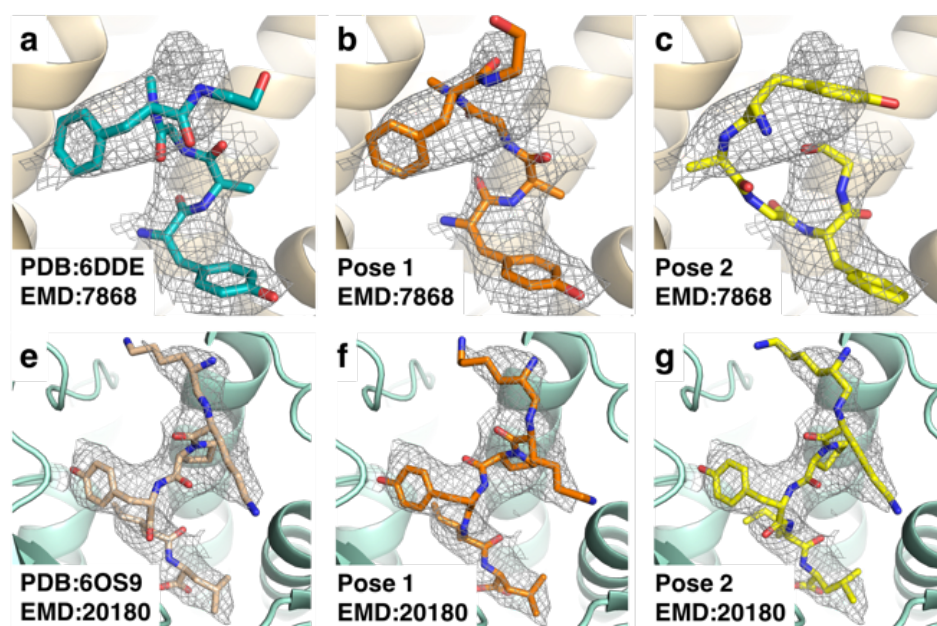 a
PDB:6DDE
EMD:7868
b
Pose 1
EMD:7868
c
Pose 2
EMD:7868
e
PDB:6OS9
EMD:20180
f
Pose 1
EMD:20180
g
Pose 2
EMD:20180